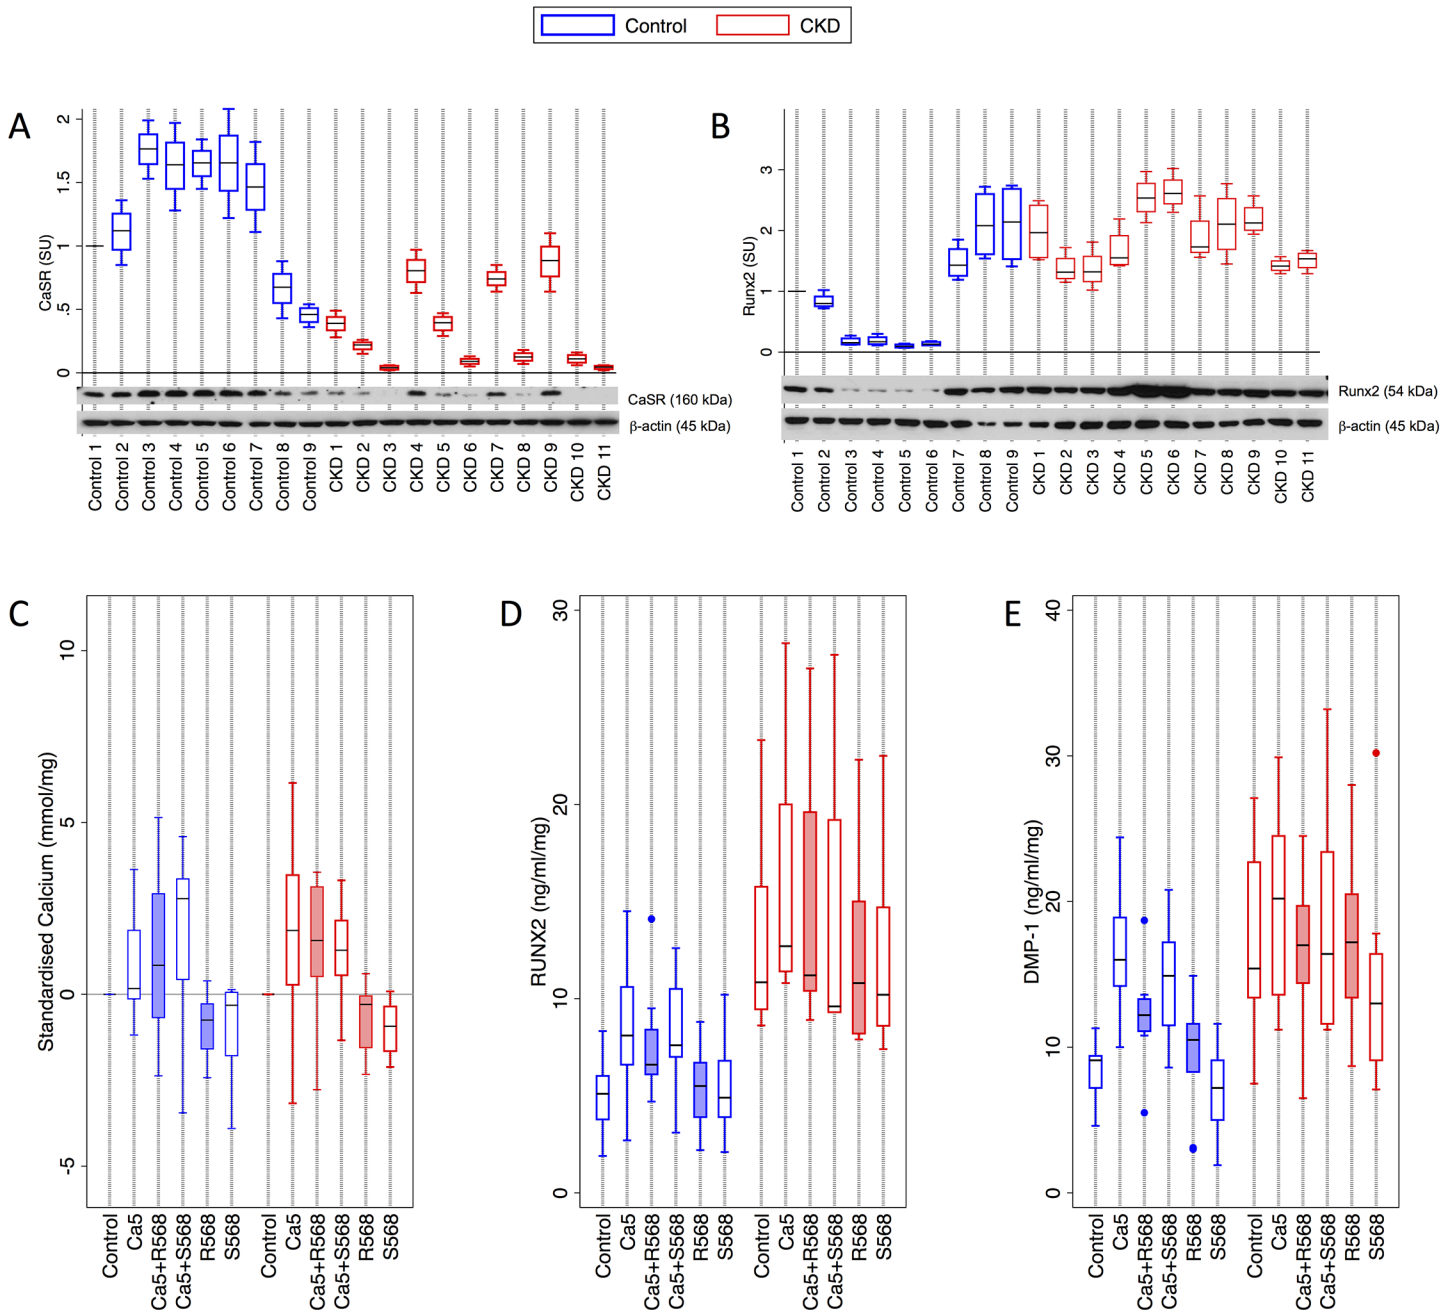 Control CKD
A
CaSR (SU)
2
1.5
1
.5
0
CaSR (160 kDa)
β-actin (45 kDa)
Control 1
Control 2
Control 3
Control 4
Control 5
Control 6
Control 7
Control 8
Control 9
CKD 1
CKD 2
CKD 3
CKD 4
CKD 5
CKD 6
CKD 7
CKD 8
CKD 9
CKD 10
CKD 11
B
Runx2 (SU)
3
2
1
0
Runx2 (54 kDa)
β-actin (45 kDa)
Control 1
Control 2
Control 3
Control 4
Control 5
Control 6
Control 7
Control 8
Control 9
CKD 1
CKD 2
CKD 3
CKD 4
CKD 5
CKD 6
CKD 7
CKD 8
CKD 9
CKD 10
CKD 11
C
Standardised Calcium (mmol/mg)
10
5
0
-5
Control
Ca5
Ca5+R568
Ca5+S568
R568
S568
Control
Ca5
Ca5+R568
Ca5+S568
R568
S568
D
RUNX2 (ng/ml/mg)
30
20
10
0
Control
Ca5
Ca5+R568
Ca5+S568
R568
S568
Control
Ca5
Ca5+R568
Ca5+S568
R568
S568
E
DMP-1 (ng/ml/mg)
40
30
20
10
0
Control
Ca5
Ca5+R568
Ca5+S568
R568
S568
Control
Ca5
Ca5+R568
Ca5+S568
R568
S568